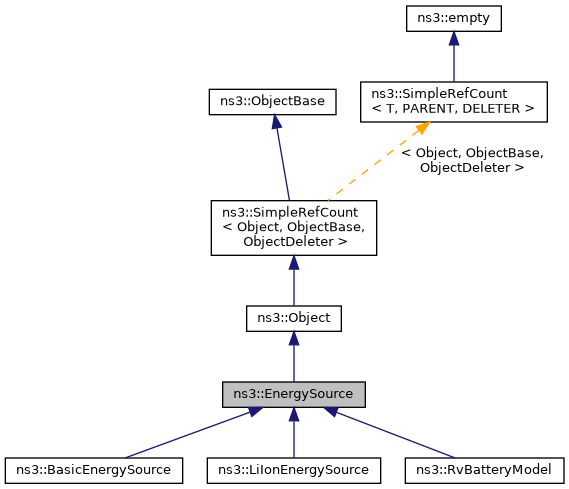 ns3::empty
ns3::SimpleRefCount
< T, PARENT, DELETER >
ns3::ObjectBase
< Object, ObjectBase,
ObjectDeleter >
ns3::SimpleRefCount
< Object, ObjectBase,
ObjectDeleter >
ns3::Object
ns3::EnergySource
ns3::BasicEnergySource
ns3::LiIonEnergySource
ns3::RvBatteryModel